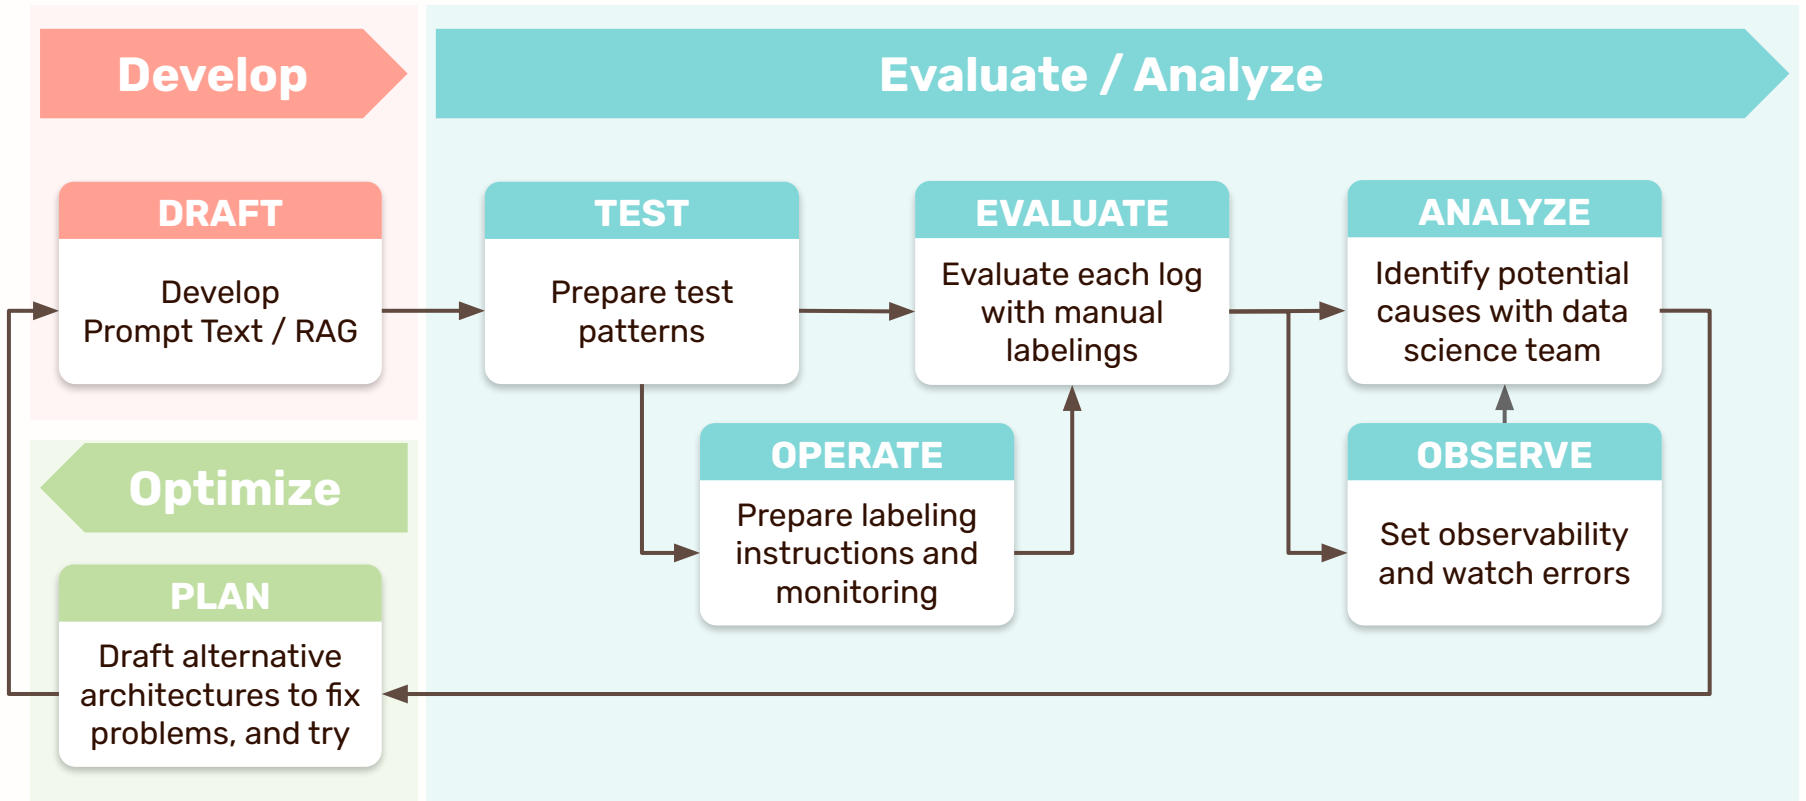 Develop
Evaluate / Analyze
DRAFT
Develop
Prompt Text / RAG
TEST
Prepare test
patterns
EVALUATE
Evaluate each log
with manual
labelings
ANALYZE
Identify potential
causes with data
science team
OPERATE
Prepare labeling
instructions and
monitoring
OBSERVE
Set observability
and watch errors
Optimize
PLAN
Draft alternative
architectures to fix
problems, and try